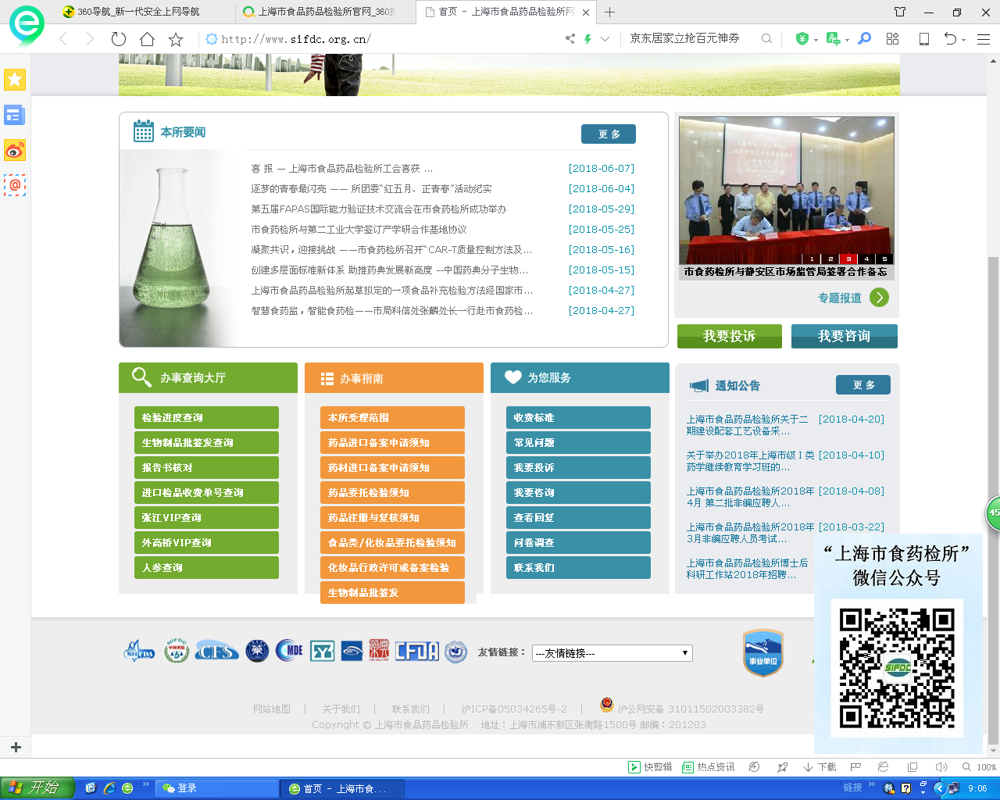 360导航_新一代安全上网导航
上海市食品药品检验所官网_360搜
首页 - 上海市食品药品检验所网
http://www.sifdc.org.cn/
京东居家立抢百元神券
本所要闻
更 多
喜 报 — 上海市食品药品检验所工会喜获 ...
[2018-06-07]
逐梦的青春最闪亮 —— 所团委“红五月、正青春”活动纪实
[2018-06-04]
第五届FAPAS国际能力验证技术交流会在市食药检所成功举办
[2018-05-29]
市食药检所与第二工业大学签订产学研合作基地协议
[2018-05-25]
凝聚共识，迎接挑战 ——市食药检所召开“CAR-T质量控制方法及...
[2018-05-16]
创建多层面标准新体系 助推药典发展新高度 --中国药典分子生物...
[2018-05-15]
上海市食品药品检验所起草拟定的一项食品补充检验方法经国家市...
[2018-04-27]
智慧食药监，智能食药检——市局科信处张麟处长一行赴市食药检...
[2018-04-27]
1 2 3 4 5
市食药检所与静安区市场监管局签署合作备忘
专题报道
我要投诉
我要咨询
办事查询大厅
检验进度查询
生物制品批签发查询
报告书核对
进口检品收费单号查询
张江VIP查询
外高桥VIP查询
人参查询
办事指南
本所受理范围
药品进口备案申请须知
药材进口备案申请须知
药品委托检验须知
药品注册与复核须知
食品类/化妆品委托检验须知
化妆品行政许可或备案检验
生物制品批签发
为您服务
收费标准
常见问题
我要投诉
我要咨询
查看回复
问卷调查
联系我们
通知公告
更 多
上海市食品药品检验所关于二
期建设配套工艺设备采...
[2018-04-20]
关于举办2018年上海市级Ⅰ类
药学继续教育学习班的...
[2018-04-10]
上海市食品药品检验所2018年
4月 第二批非编应聘人...
[2018-04-08]
上海市食品药品检验所2018年
3月非编应聘人员考试...
[2018-03-22]
上海市食品药品检验所博士后
科研工作站2018年招聘...
45
“上海市食药检所”
微信公众号
SIFDC
SHIFDA
NIFDC
中国药检
CFS
CMDE
CFDA
友情链接：
---友情链接---
事业单位
网站地图 | 关于我们 | 联系我们 | 沪ICP备05034265号-2 | 沪公网安备 31011502003382号
Copyright © 上海市食品药品检验所 地址：上海市浦东新区张衡路1500号 邮编：201203
快剪辑
热点资讯
下载
100%
开始
登录
首页 - 上海市食...
链接
9:06